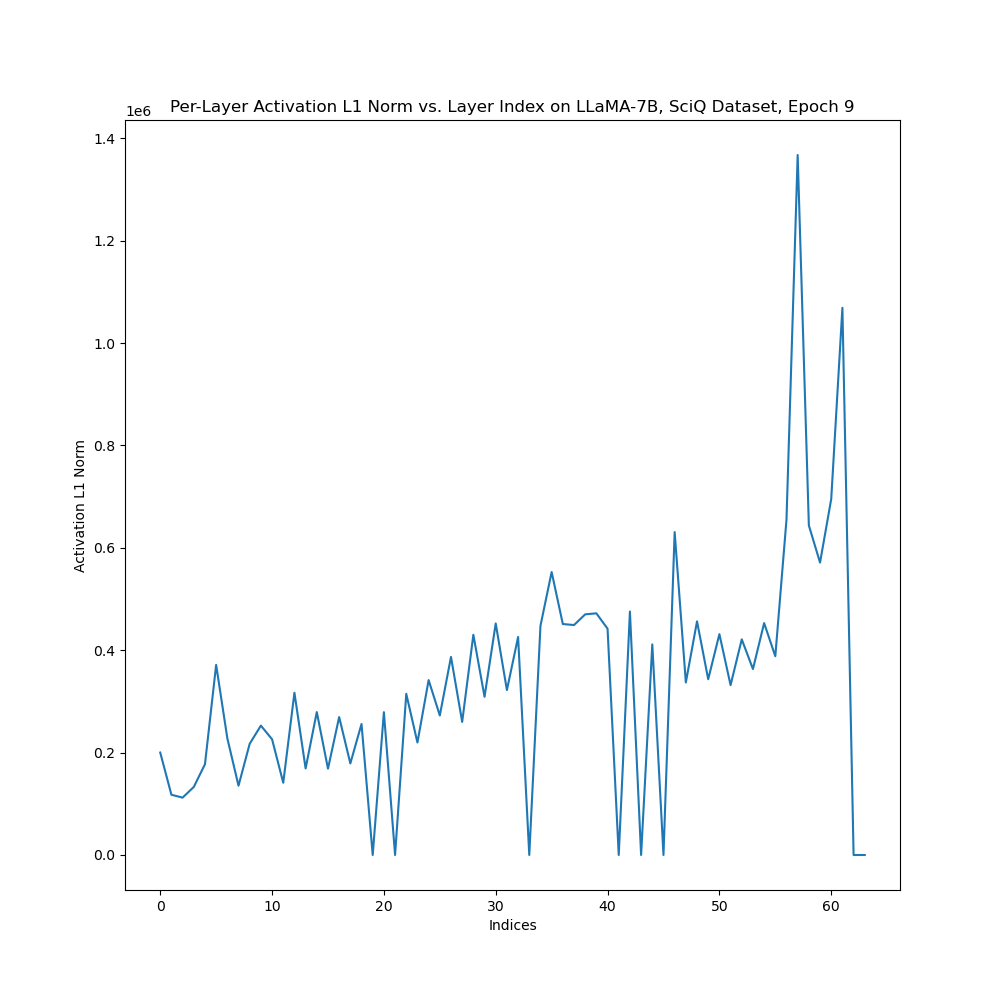 Per-Layer Activation L1 Norm vs. Layer Index on LLaMA-7B, SciQ Dataset, Epoch 9
1e6
1.4
1.2
1.0
0.8
0.6
0.4
0.2
0.0
Activation L1 Norm
0 10 20 30 40 50 60
Indices